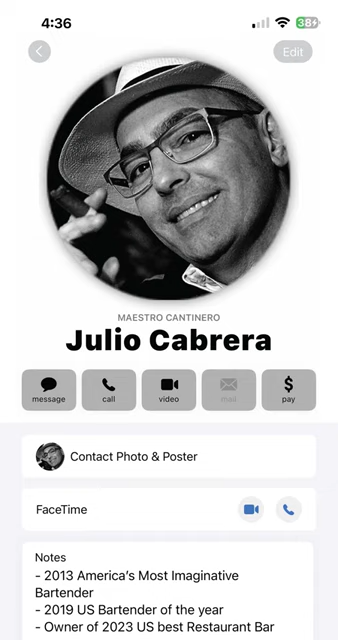 4:36
38
Edit
MAESTRO CANTINERO
Julio Cabrera
message
call
video
mail
$
pay
Contact Photo & Poster
FaceTime
Notes
- 2013 America's Most Imaginative
Bartender
- 2019 US Bartender of the year
- Owner of 2023 US best Restaurant Bar